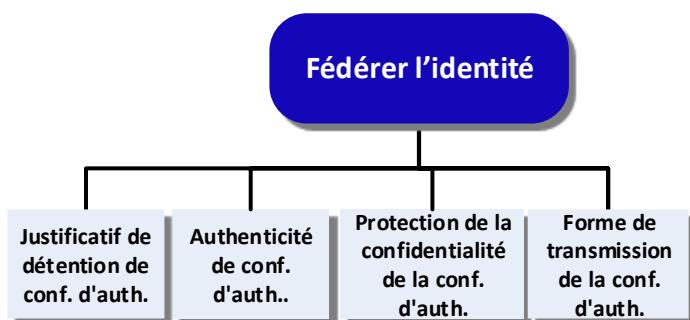 Fédérer l’identité
Justificatif de
détention de
conf. d'auth.
Authenticité
de conf.
d'auth..
Protection de la
confidentialité
de la conf.
d'auth.
Forme de
transmission
de la conf.
d'auth.